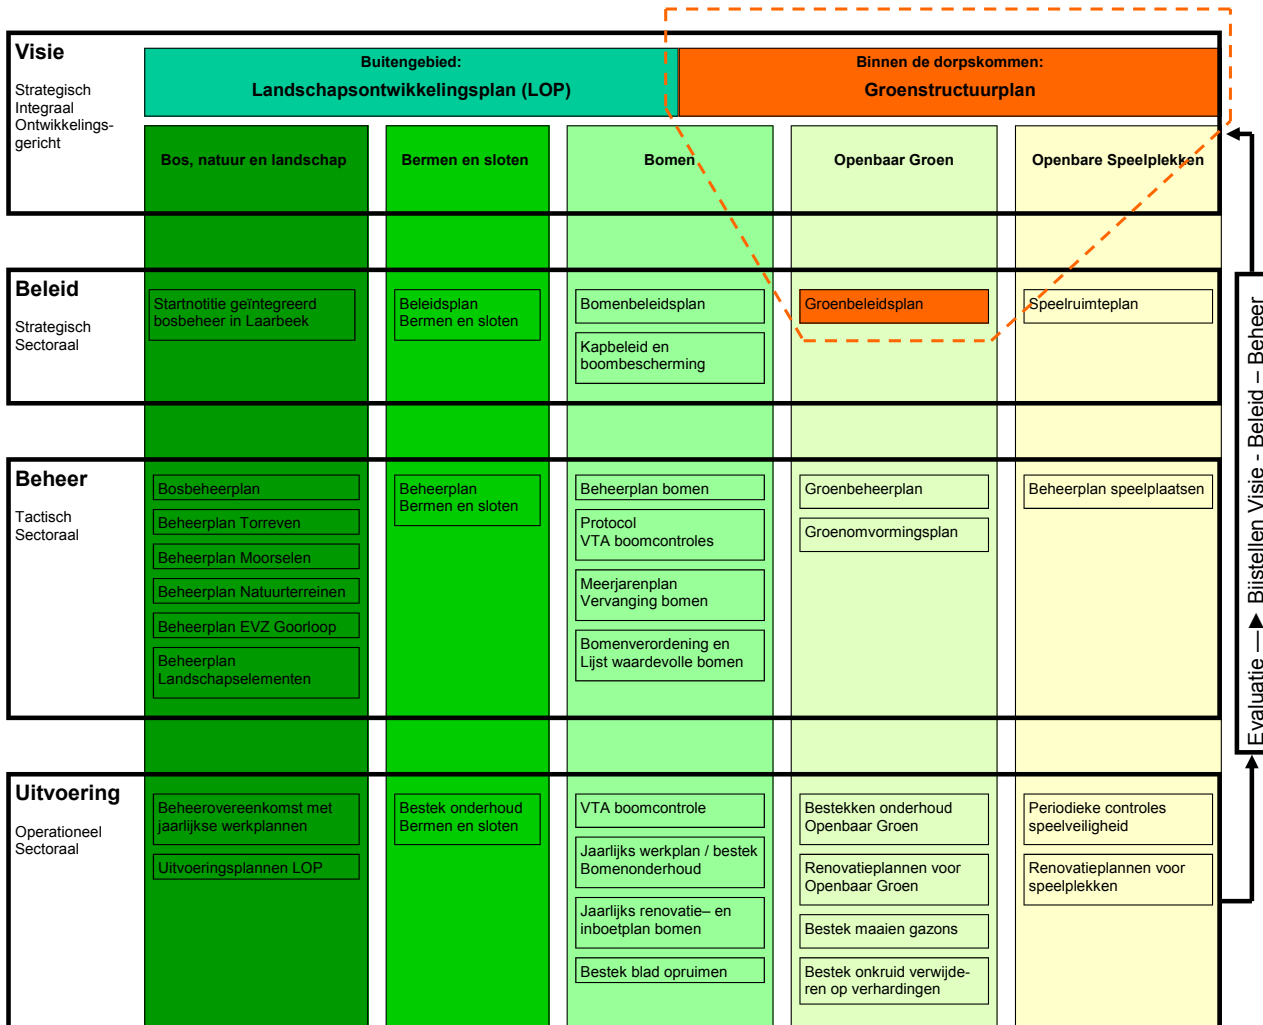 Visie
Strategisch
Integraal
Ontwikkelings-
gericht
Buitengebied:
Landschapsontwikkelingsplan (LOP)
Binnen de dorpskommen:
Groenstructuurplan
Bos, natuur en landschap
Bermen en sloten
Bomen
Openbaar Groen
Openbare Speelplekken
Beleid
Strategisch
Sectoraal
Startnotitie geïntegreerd
bosbeheer in Laarbeek
Beleidsplan
Bermen en sloten
Bomenbeleidsplan
Kapbeleid en
boombescherming
Groenbeleidsplan
Speelruimteplan
Beheer
Tactisch
Sectoraal
Bosbeheerplan
Beheerplan Torreven
Beheerplan Moorselen
Beheerplan Natuurterreinen
Beheerplan EVZ Goorloop
Beheerplan
Landschapselementen
Beheerplan
Bermen en sloten
Beheerplan bomen
Protocol
VTA boomcontroles
Meerjarenplan
Vervanging bomen
Bomenverordening en
Lijst waardevolle bomen
Groenbeheerplan
Groenomvormingsplan
Beheerplan speelplaatsen
Uitvoering
Operationeel
Sectoraal
Beheerovereenkomst met
jaarlijkse werkplannen
Uitvoeringsplannen LOP
Bestek onderhoud
Bermen en sloten
VTA boomcontrole
Jaarlijks werkplan / bestek
Bomenonderhoud
Jaarlijks renovatie– en
inboetplan bomen
Bestek blad opruimen
Bestekken onderhoud
Openbaar Groen
Renovatieplannen voor
Openbaar Groen
Bestek maaien gazons
Bestek onkruid verwijde-
ren op verhardingen
Periodieke controles
speelveiligheid
Renovatieplannen voor
speelplekken
Evaluatie → Bijstellen Visie - Beleid – Beheer